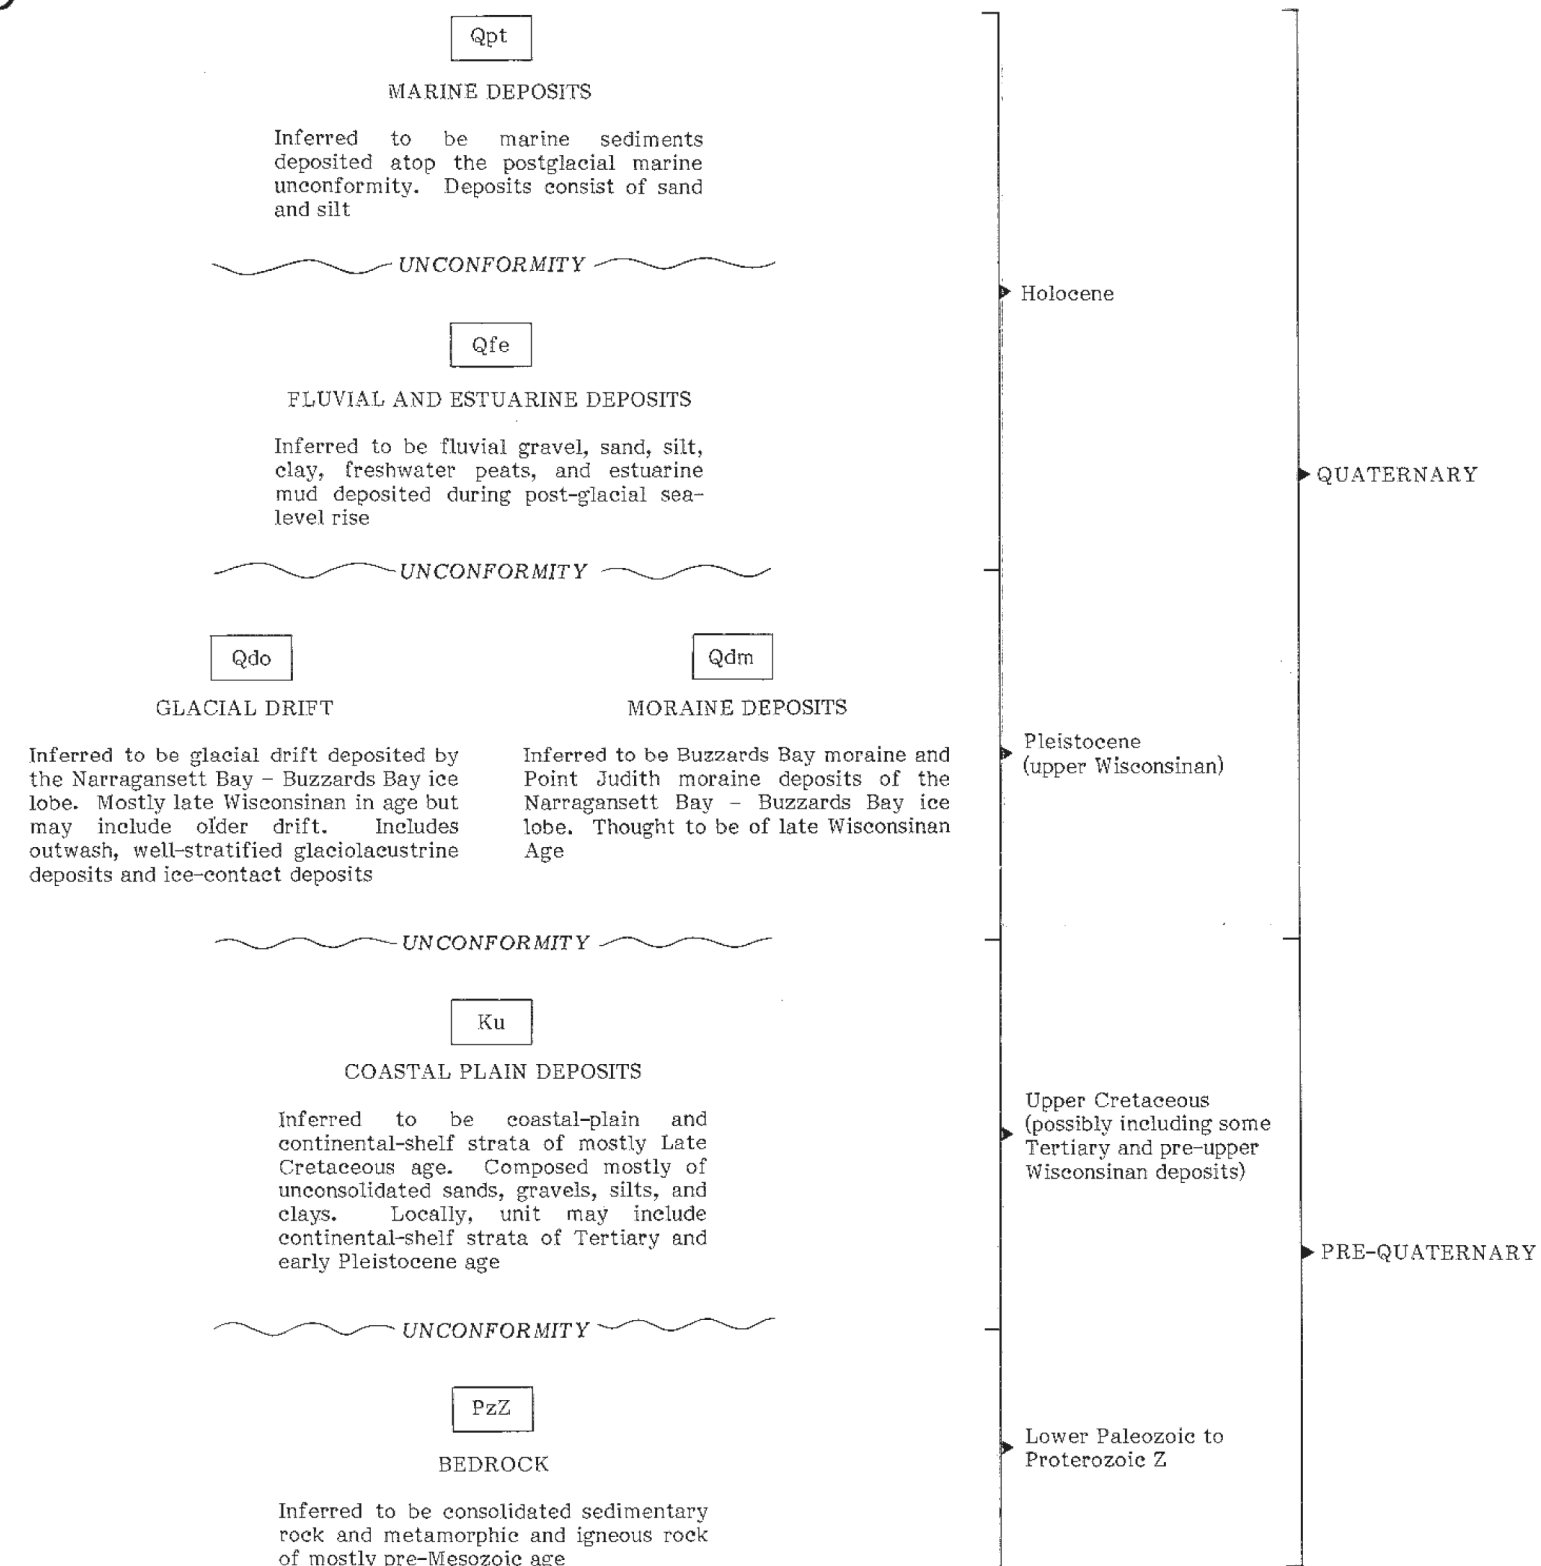 Qpt
MARINE DEPOSITS
Inferred to be marine sediments
deposited atop the postglacial marine
unconformity. Deposits consist of sand
and silt
UNCONFORMITY
Holocene
Qfe
FLUVIAL AND ESTUARINE DEPOSITS
Inferred to be fluvial gravel, sand, silt,
clay, freshwater peats, and estuarine
mud deposited during post-glacial sea-
level rise
QUATERNARY
UNCONFORMITY
Qdo
GLACIAL DRIFT
Inferred to be glacial drift deposited by
the Narragansett Bay – Buzzards Bay ice
lobe. Mostly late Wisconsinan in age but
may include older drift. Includes
outwash, well-stratified glaciolacustrine
deposits and ice-contact deposits
Qdm
MORAINE DEPOSITS
Inferred to be Buzzards Bay moraine and
Point Judith moraine deposits of the
Narragansett Bay – Buzzards Bay ice
lobe. Thought to be of late Wisconsinan
Age
Pleistocene
(upper Wisconsinan)
UNCONFORMITY
Ku
COASTAL PLAIN DEPOSITS
Inferred to be coastal-plain and
continental-shelf strata of mostly Late
Cretaceous age. Composed mostly of
unconsolidated sands, gravels, silts, and
clays. Locally, unit may include
continental-shelf strata of Tertiary and
early Pleistocene age
Upper Cretaceous
(possibly including some
Tertiary and pre-upper
Wisconsinan deposits)
PRE-QUATERNARY
UNCONFORMITY
PzZ
BEDROCK
Inferred to be consolidated sedimentary
rock and metamorphic and igneous rock
of mostly pre-Mesozoic age
Lower Paleozoic to
Proterozoic Z